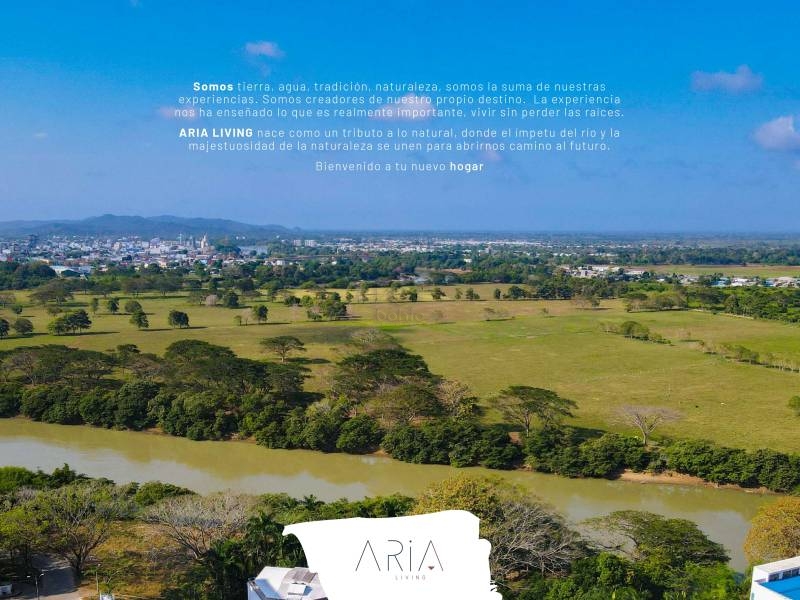 Somos tierra, agua, tradición, naturaleza, somos la suma de nuestras
experiencias. Somos creadores de nuestro propio destino. La experiencia
nos ha enseñado lo que es realmente importante, vivir sin perder las raíces.
ARIA LIVING nace como un tributo a lo natural, donde el ímpetu del río y la
majestuosidad de la naturaleza se unen para abrirnos camino al futuro.
Bienvenido a tu nuevo hogar
ARiA
LIVING